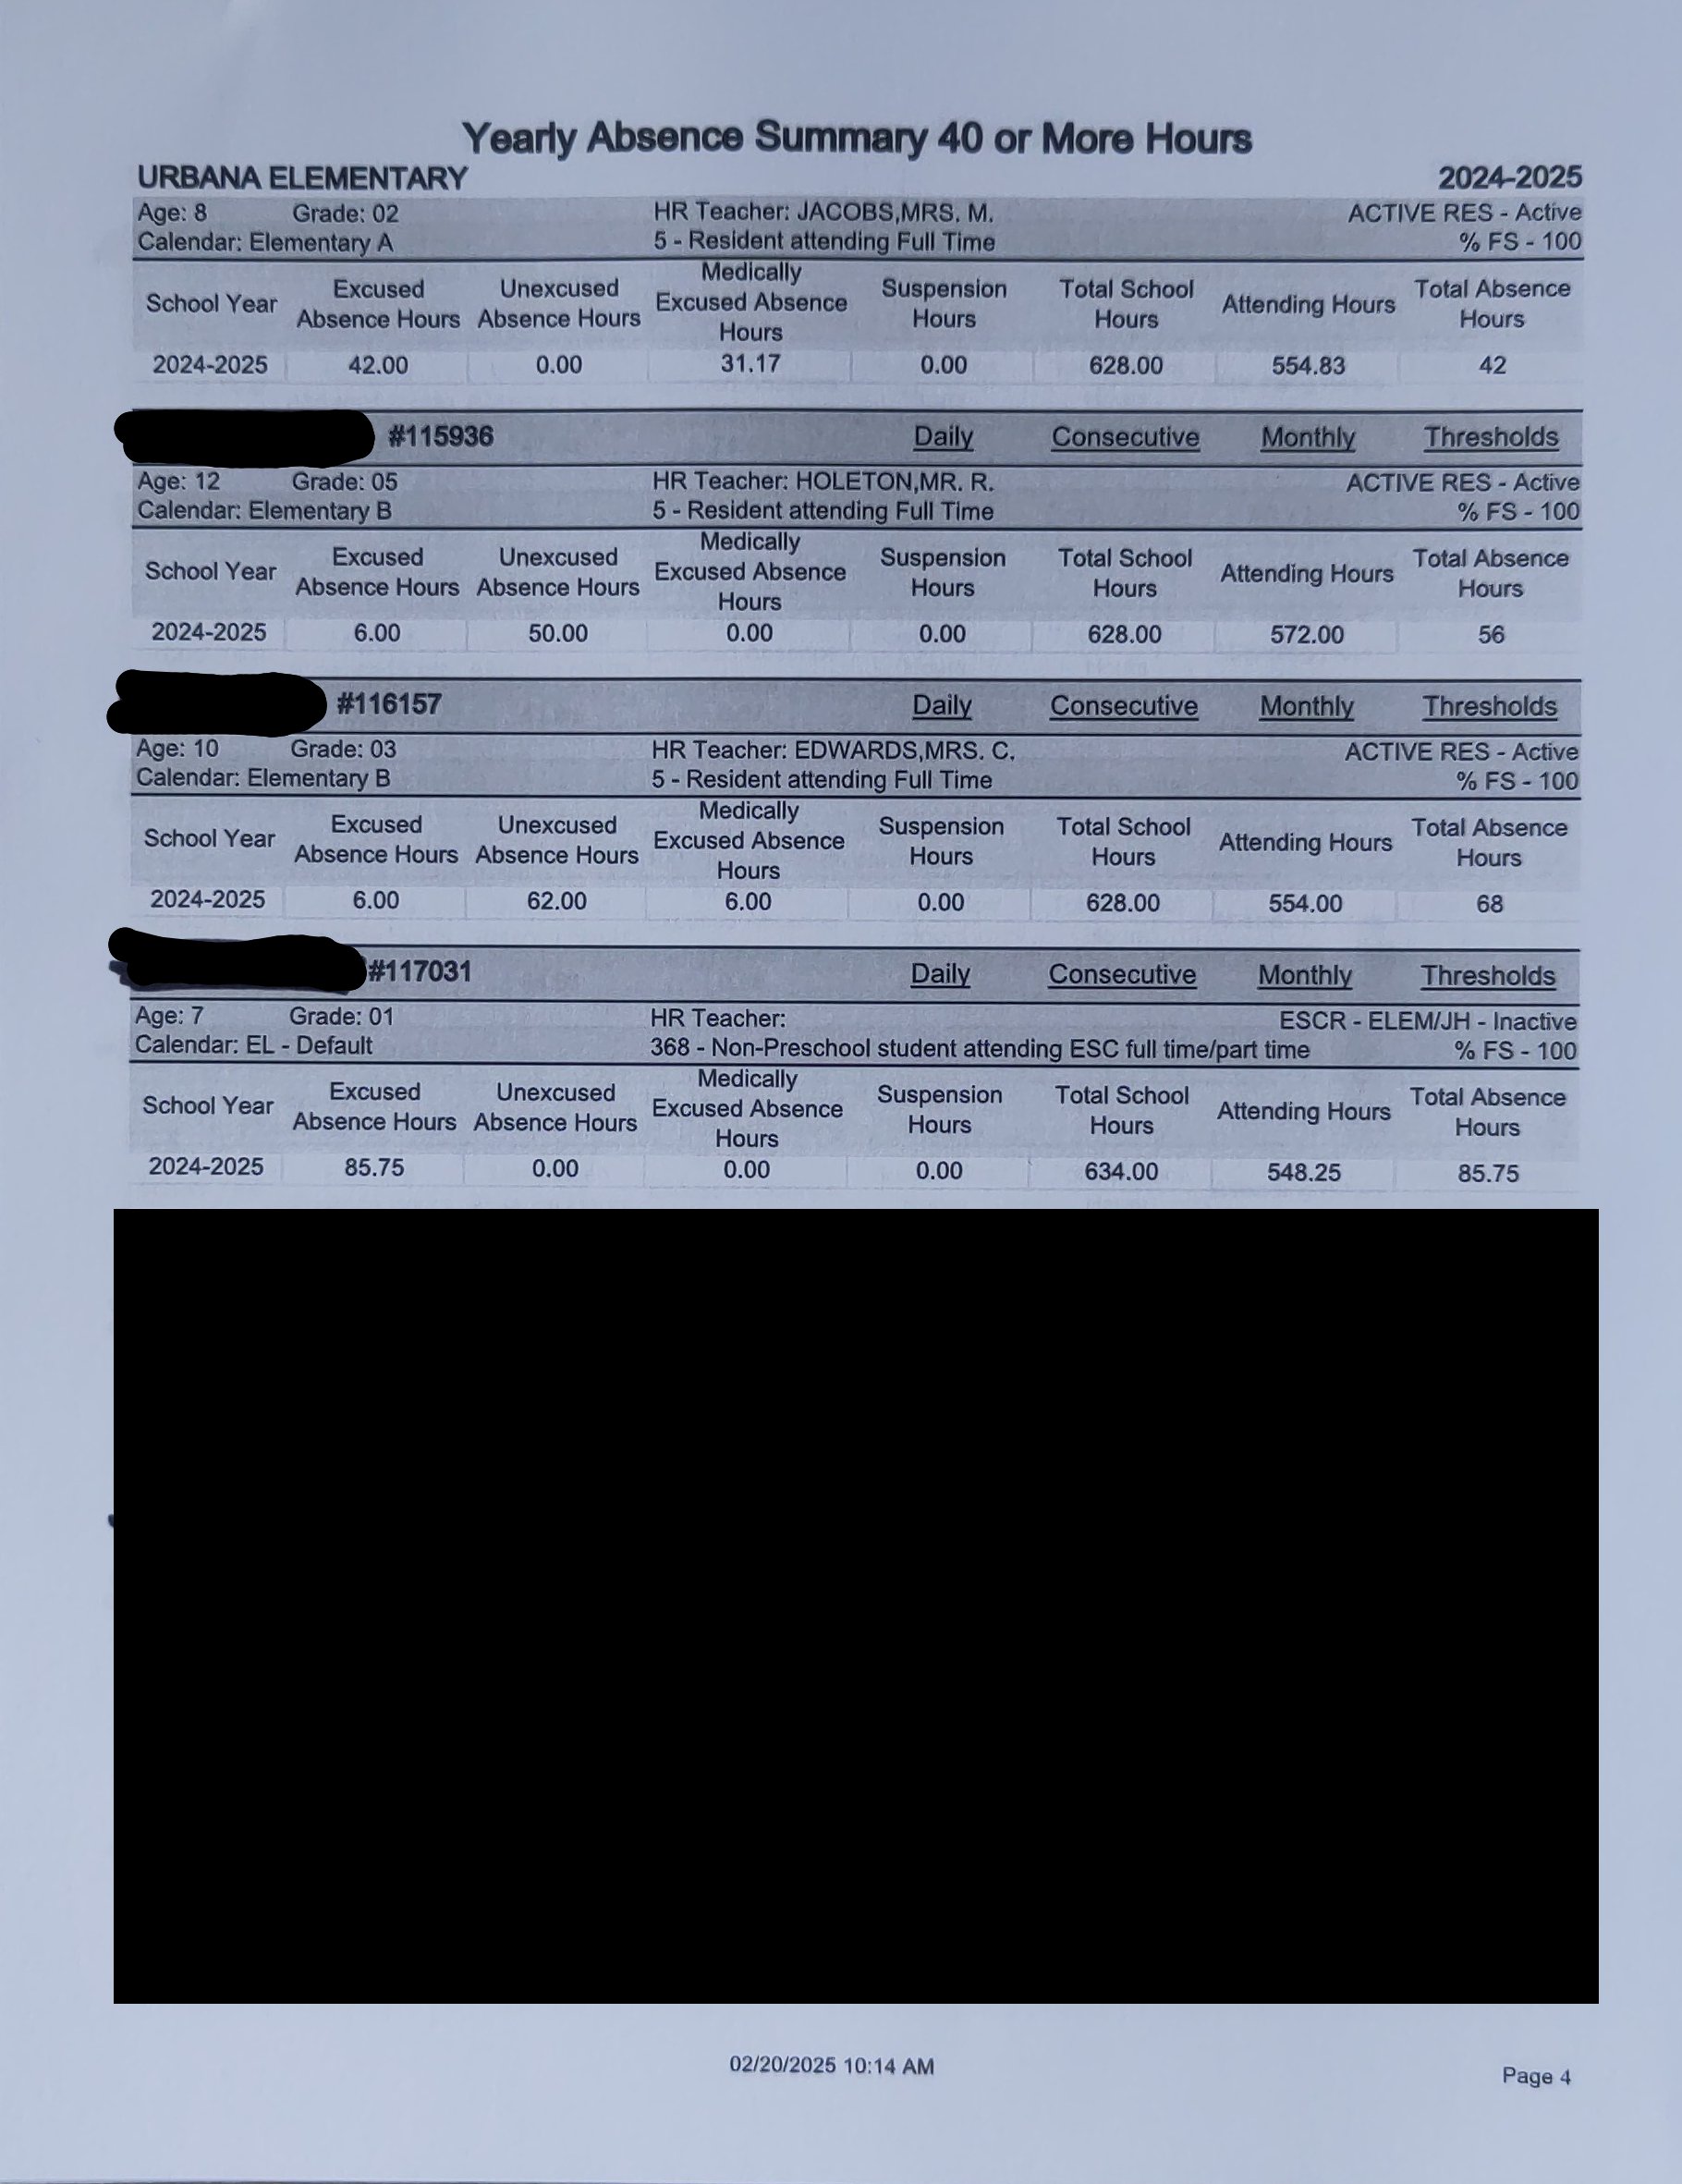 Yearly Absence Summary 40 or More Hours
URBANA ELEMENTARY 2024-2025
Age: 8 Grade: 02 HR Teacher: JACOBS,MRS. M. ACTIVE RES - Active
Calendar: Elementary A 5 - Resident attending Full Time % FS - 100
School Year Excused Absence Hours Unexcused Absence Hours Medically Excused Absence Hours Suspension Hours Total School Hours Attending Hours Total Absence Hours
2024-2025 42.00 0.00 31.17 0.00 628.00 554.83 42
#115936 Daily Consecutive Monthly Thresholds
Age: 12 Grade: 05 HR Teacher: HOLETON,MR. R. ACTIVE RES - Active
Calendar: Elementary B 5 - Resident attending Full Time % FS - 100
School Year Excused Absence Hours Unexcused Absence Hours Medically Excused Absence Hours Suspension Hours Total School Hours Attending Hours Total Absence Hours
2024-2025 6.00 50.00 0.00 0.00 628.00 572.00 56
#116157 Daily Consecutive Monthly Thresholds
Age: 10 Grade: 03 HR Teacher: EDWARDS,MRS. C. ACTIVE RES - Active
Calendar: Elementary B 5 - Resident attending Full Time % FS - 100
School Year Excused Absence Hours Unexcused Absence Hours Medically Excused Absence Hours Suspension Hours Total School Hours Attending Hours Total Absence Hours
2024-2025 6.00 62.00 6.00 0.00 628.00 554.00 68
#117031 Daily Consecutive Monthly Thresholds
Age: 7 Grade: 01 HR Teacher: ESCR - ELEM/JH - Inactive
Calendar: EL - Default 368 - Non-Preschool student attending ESC full time/part time % FS - 100
School Year Excused Absence Hours Unexcused Absence Hours Medically Excused Absence Hours Suspension Hours Total School Hours Attending Hours Total Absence Hours
2024-2025 85.75 0.00 0.00 0.00 634.00 548.25 85.75
02/20/2025 10:14 AM
Page 4